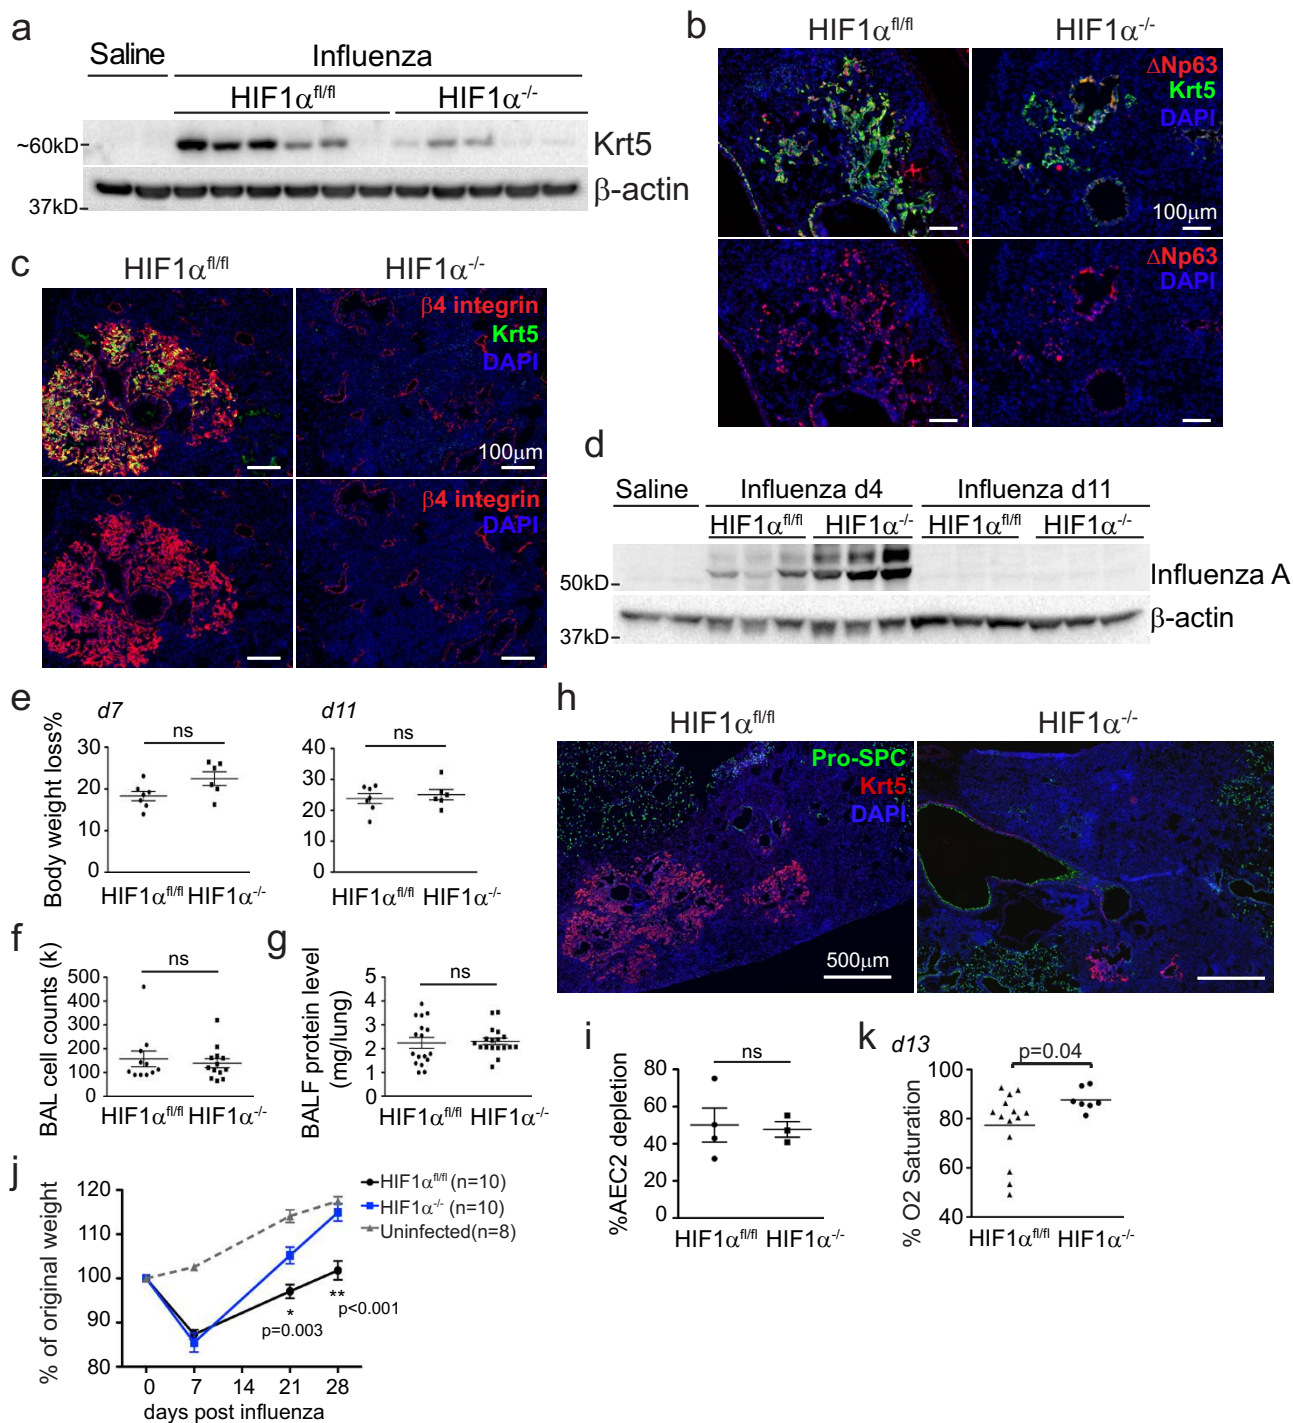 a
Saline Influenza
HIF1α^fl/fl HIF1α^-/-
~60kD
Krt5
β-actin
37kD
b
HIF1α^fl/fl HIF1α^-/-
ΔNp63
Krt5
DAPI
100μm
ΔNp63
DAPI
c
HIF1α^fl/fl HIF1α^-/-
β4 integrin
Krt5
DAPI
100μm
β4 integrin
DAPI
d
Saline Influenza d4 Influenza d11
HIF1α^fl/fl HIF1α^-/- HIF1α^fl/fl HIF1α^-/-
50kD
Influenza A
37kD
β-actin
e
d7
ns
Body weight loss%
30
20
10
0
HIF1α^fl/fl HIF1α^-/-
d11
ns
40
30
20
10
0
HIF1α^fl/fl HIF1α^-/-
f
ns
BAL cell counts (k)
500
400
300
200
100
0
HIF1α^fl/fl HIF1α^-/-
g
ns
BALF protein level
(mg/lung)
5
4
3
2
1
0
HIF1α^fl/fl HIF1α^-/-
h
HIF1α^fl/fl HIF1α^-/-
Pro-SPC
Krt5
DAPI
500μm
i
ns
%AEC2 depletion
80
60
40
20
0
HIF1α^fl/fl HIF1α^-/-
j
HIF1α^fl/fl (n=10)
HIF1α^-/- (n=10)
Uninfected(n=8)
% of original weight
120
110
100
90
80
*
p=0.003
**
p<0.001
0 7 14 21 28
days post influenza
k
d13
p=0.04
% O2 Saturation
100
80
60
40
HIF1α^fl/fl HIF1α^-/-